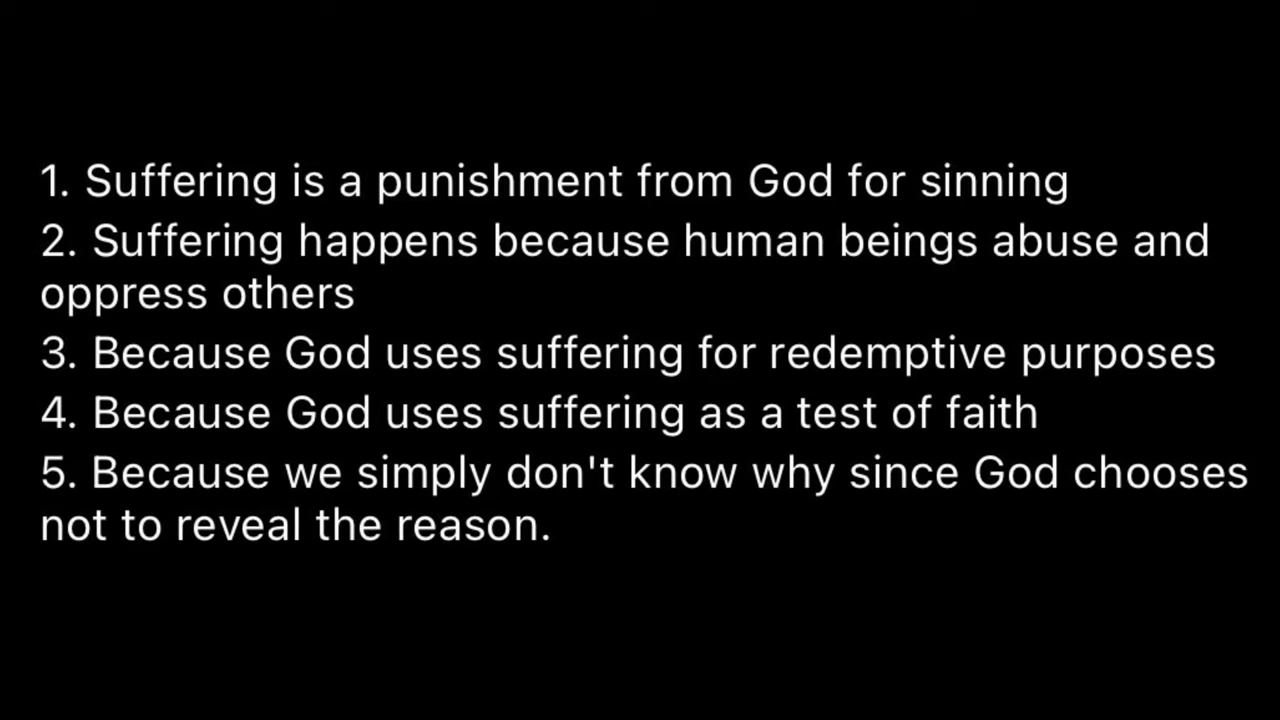 1. Suffering is a punishment from God for sinning
2. Suffering happens because human beings abuse and
oppress others
3. Because God uses suffering for redemptive purposes
4. Because God uses suffering as a test of faith
5. Because we simply don't know why since God chooses
not to reveal the reason.